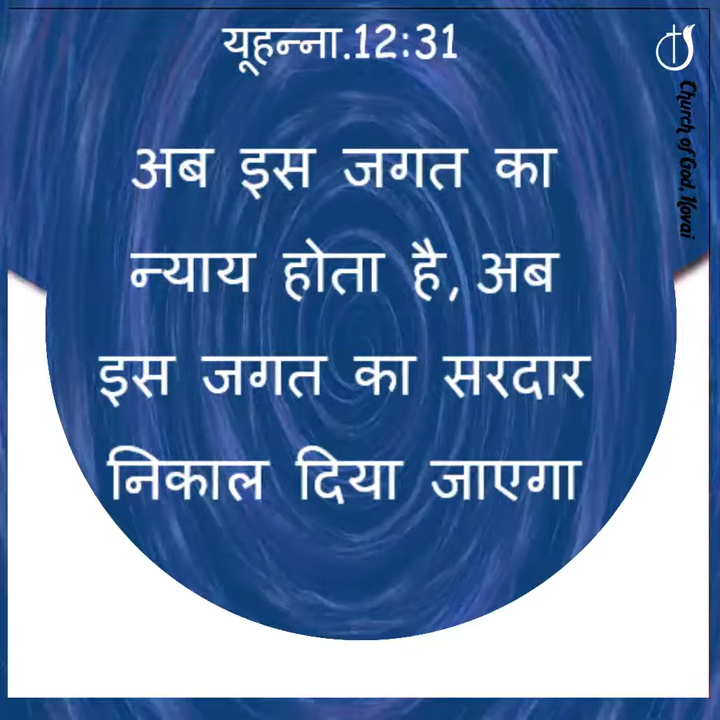 यूहन्ना.12:31
अब इस जगत का
न्याय होता है, अब
इस जगत का सरदार
निकाल दिया जाएगा
Church of God, Kovai